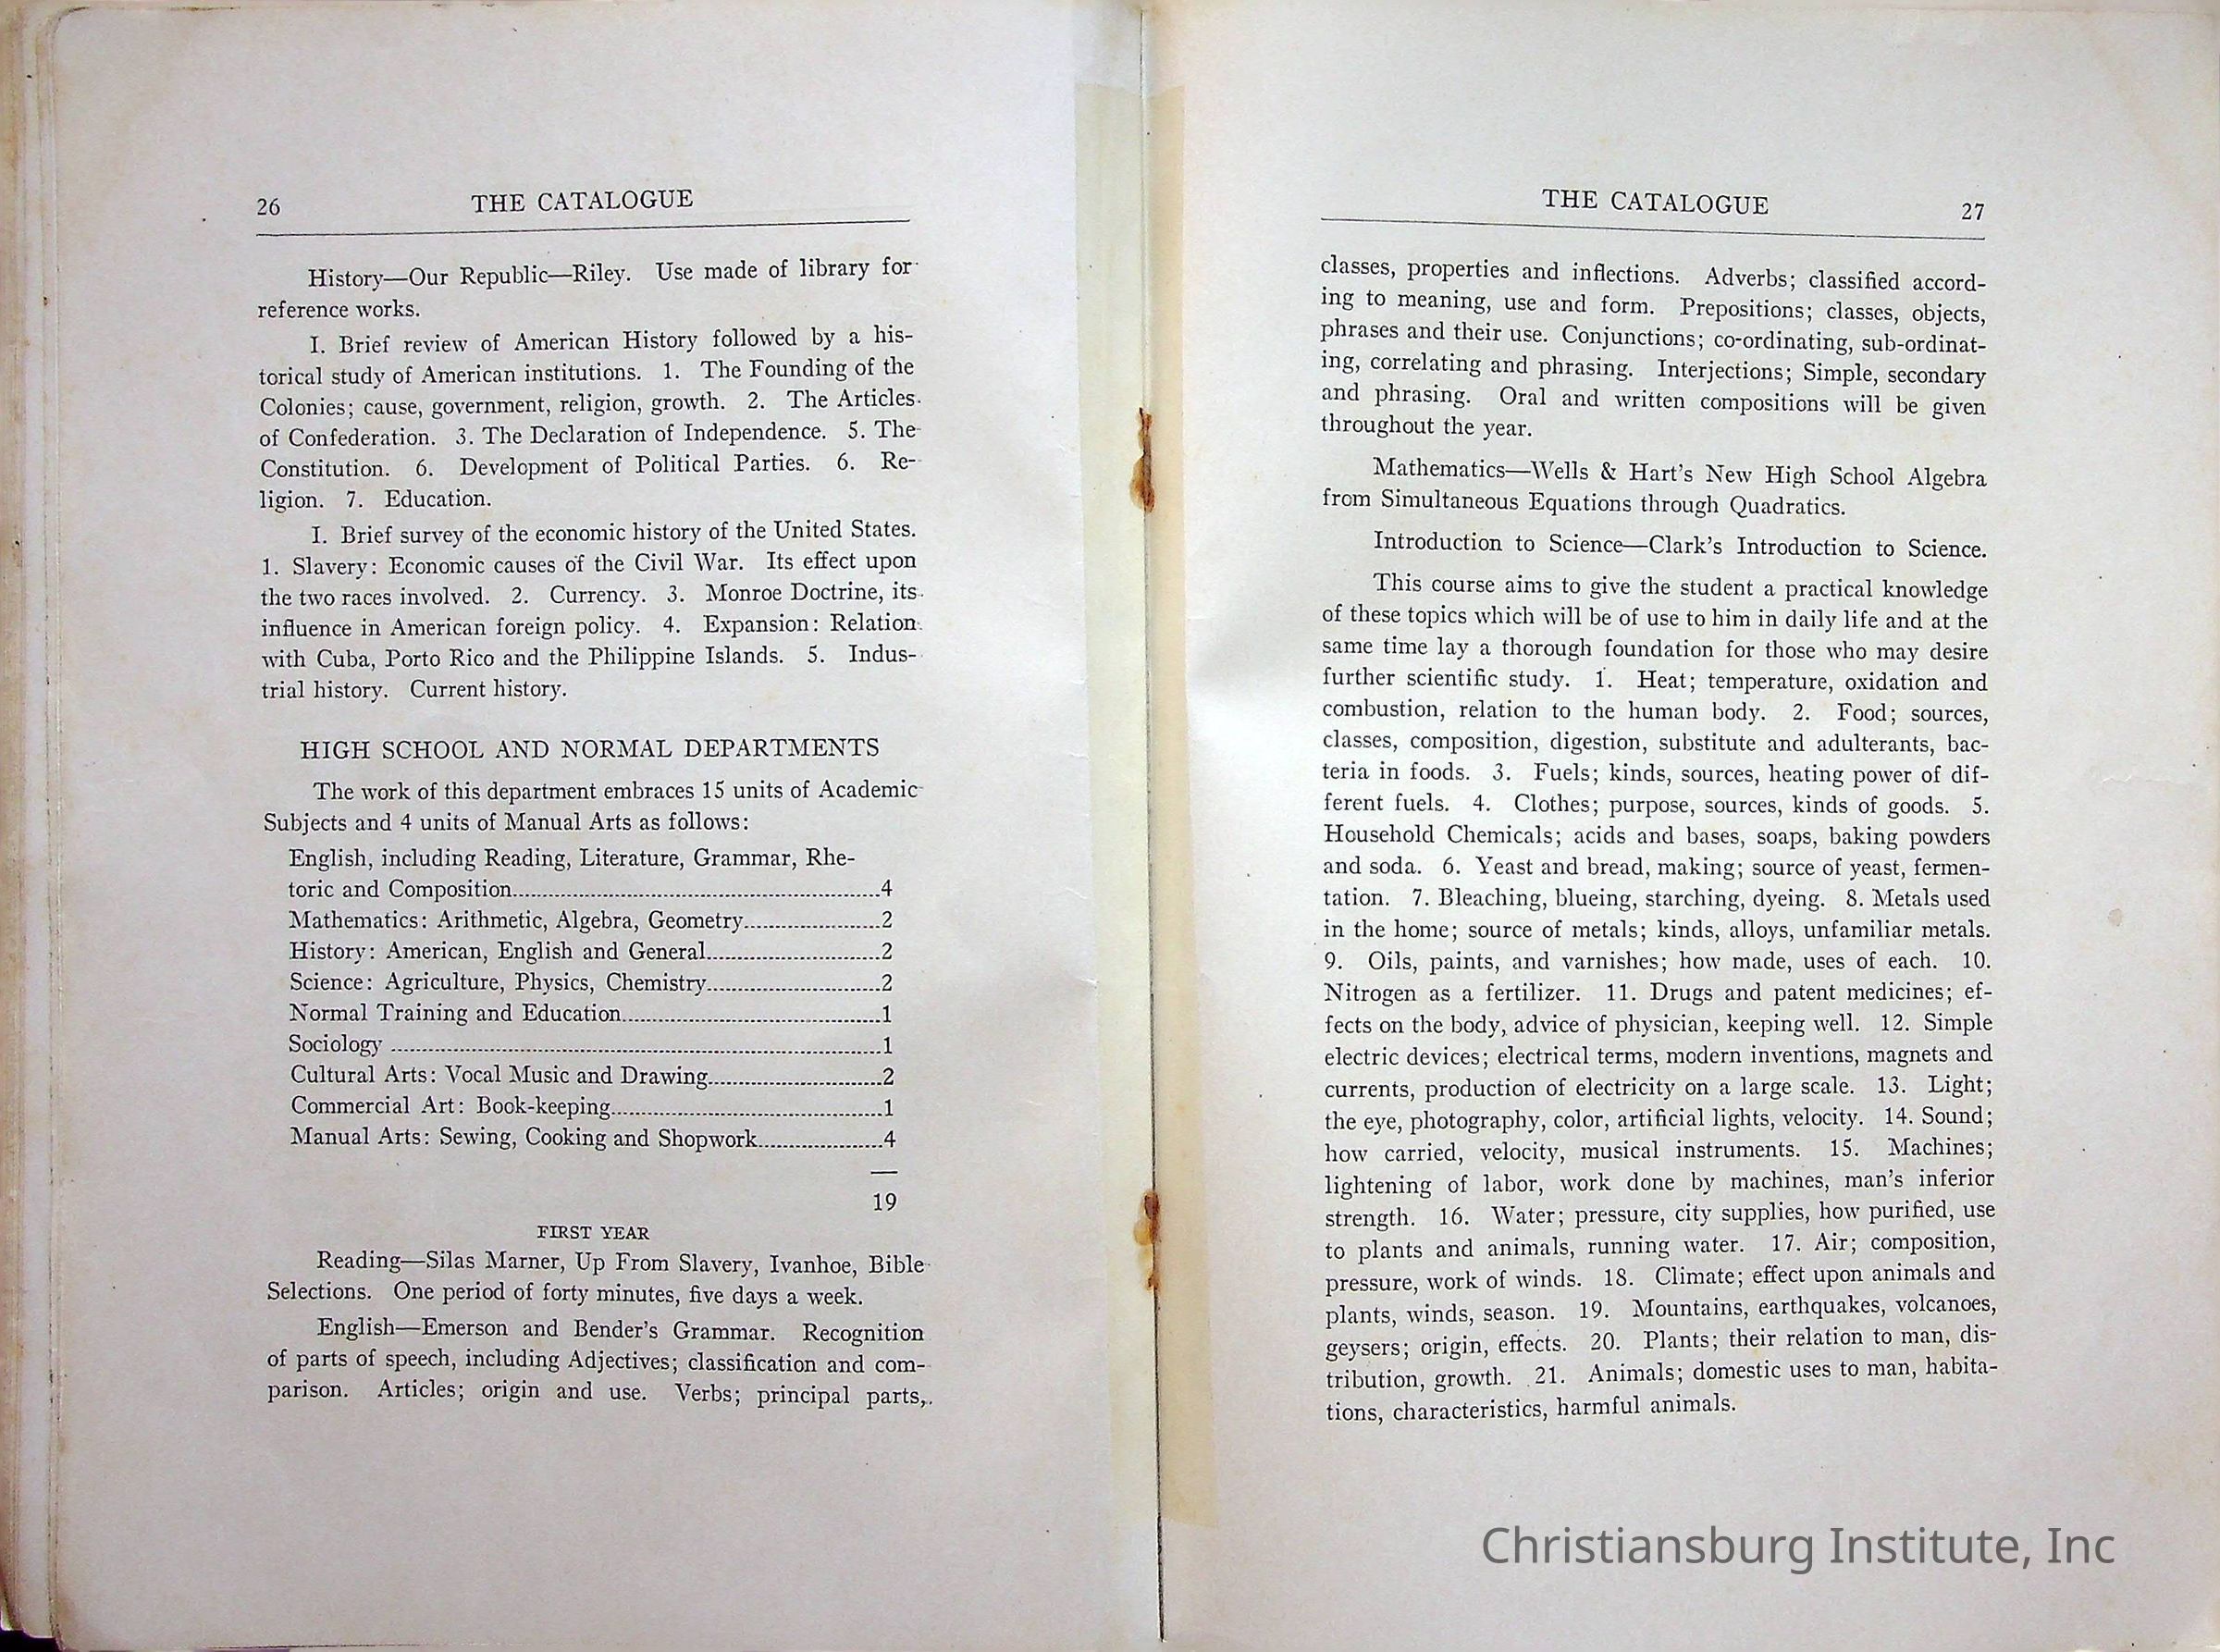 26 THE CATALOGUE
History—Our Republic—Riley. Use made of library for
reference works.
I. Brief review of American History followed by a his-
torical study of American institutions. 1. The Founding of the
Colonies; cause, government, religion, growth. 2. The Articles
of Confederation. 3. The Declaration of Independence. 5. The
Constitution. 6. Development of Political Parties. 6. Re-
ligion. 7. Education.
I. Brief survey of the economic history of the United States.
1. Slavery: Economic causes of the Civil War. Its effect upon
the two races involved. 2. Currency. 3. Monroe Doctrine, its
influence in American foreign policy. 4. Expansion: Relation
with Cuba, Porto Rico and the Philippine Islands. 5. Indus-
trial history. Current history.
HIGH SCHOOL AND NORMAL DEPARTMENTS
The work of this department embraces 15 units of Academic
Subjects and 4 units of Manual Arts as follows:
English, including Reading, Literature, Grammar, Rhe-
toric and Composition....4
Mathematics: Arithmetic, Algebra, Geometry....2
History: American, English and General....2
Science: Agriculture, Physics, Chemistry....2
Normal Training and Education....1
Sociology ....1
Cultural Arts: Vocal Music and Drawing....2
Commercial Art: Book-keeping....1
Manual Arts: Sewing, Cooking and Shopwork....4
19
FIRST YEAR
Reading—Silas Marner, Up From Slavery, Ivanhoe, Bible
Selections. One period of forty minutes, five days a week.
English—Emerson and Bender's Grammar. Recognition
of parts of speech, including Adjectives; classification and com-
parison. Articles; origin and use. Verbs; principal parts,
THE CATALOGUE 27
classes, properties and inflections. Adverbs; classified accord-
ing to meaning, use and form. Prepositions; classes, objects,
phrases and their use. Conjunctions; co-ordinating, sub-ordinat-
ing, correlating and phrasing. Interjections; Simple, secondary
and phrasing. Oral and written compositions will be given
throughout the year.
Mathematics—Wells & Hart's New High School Algebra
from Simultaneous Equations through Quadratics.
Introduction to Science—Clark's Introduction to Science.
This course aims to give the student a practical knowledge
of these topics which will be of use to him in daily life and at the
same time lay a thorough foundation for those who may desire
further scientific study. 1. Heat; temperature, oxidation and
combustion, relation to the human body. 2. Food; sources,
classes, composition, digestion, substitute and adulterants, bac-
teria in foods. 3. Fuels; kinds, sources, heating power of dif-
ferent fuels. 4. Clothes; purpose, sources, kinds of goods. 5.
Household Chemicals; acids and bases, soaps, baking powders
and soda. 6. Yeast and bread, making; source of yeast, fermen-
tation. 7. Bleaching, blueing, starching, dyeing. 8. Metals used
in the home; source of metals; kinds, alloys, unfamiliar metals.
9. Oils, paints, and varnishes; how made, uses of each. 10.
Nitrogen as a fertilizer. 11. Drugs and patent medicines; ef-
fects on the body, advice of physician, keeping well. 12. Simple
electric devices; electrical terms, modern inventions, magnets and
currents, production of electricity on a large scale. 13. Light;
the eye, photography, color, artificial lights, velocity. 14. Sound;
how carried, velocity, musical instruments. 15. Machines;
lightening of labor, work done by machines, man's inferior
strength. 16. Water; pressure, city supplies, how purified, use
to plants and animals, running water. 17. Air; composition,
pressure, work of winds. 18. Climate; effect upon animals and
plants, winds, season. 19. Mountains, earthquakes, volcanoes,
geysers; origin, effects. 20. Plants; their relation to man, dis-
tribution, growth. 21. Animals; domestic uses to man, habita-
tions, characteristics, harmful animals.
Christiansburg Institute, Inc